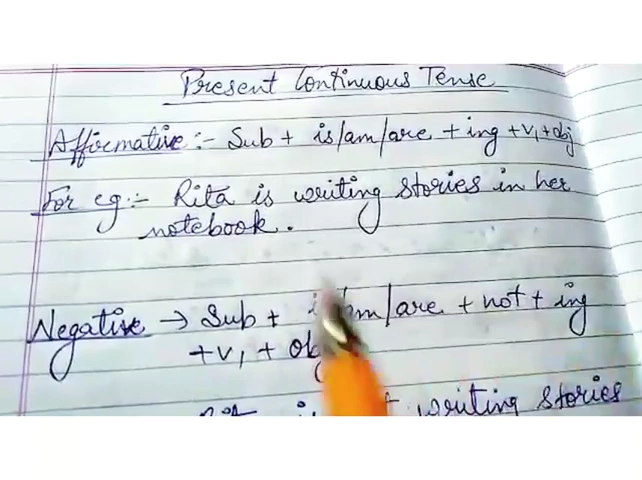 Present Continuous Tense
Affirmative :- Sub + is/am/are + ing + v₁ + obj
For eg :- Rita is writing stories in her
notebook.
Negative → Sub + is/am/are + not + ing
+ v₁ + obj
writing stories